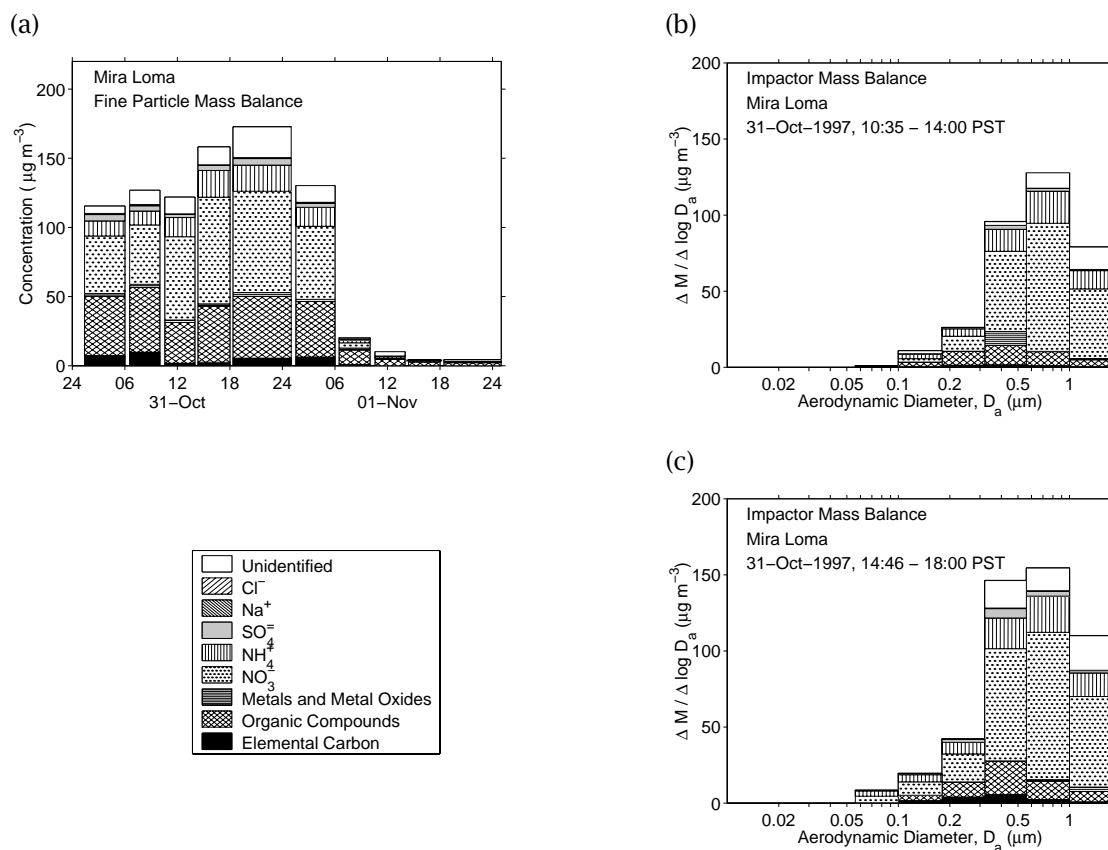 (a)
Mira Loma
Fine Particle Mass Balance
Concentration ( μg m−3)
200
150
100
50
0
24 06 12 18 24 06 12 18 24
31−Oct 01−Nov
(b)
Impactor Mass Balance
Mira Loma
31−Oct−1997, 10:35 − 14:00 PST
Δ M / Δ log Da (μg m−3)
200
150
100
50
0
0.02 0.05 0.1 0.2 0.5 1
Aerodynamic Diameter, Da (μm)
(c)
Impactor Mass Balance
Mira Loma
31−Oct−1997, 14:46 − 18:00 PST
Δ M / Δ log Da (μg m−3)
200
150
100
50
0
0.02 0.05 0.1 0.2 0.5 1
Aerodynamic Diameter, Da (μm)
Unidentified
Cl−
Na+
SO4=
NH4+
NO3−
Metals and Metal Oxides
Organic Compounds
Elemental Carbon